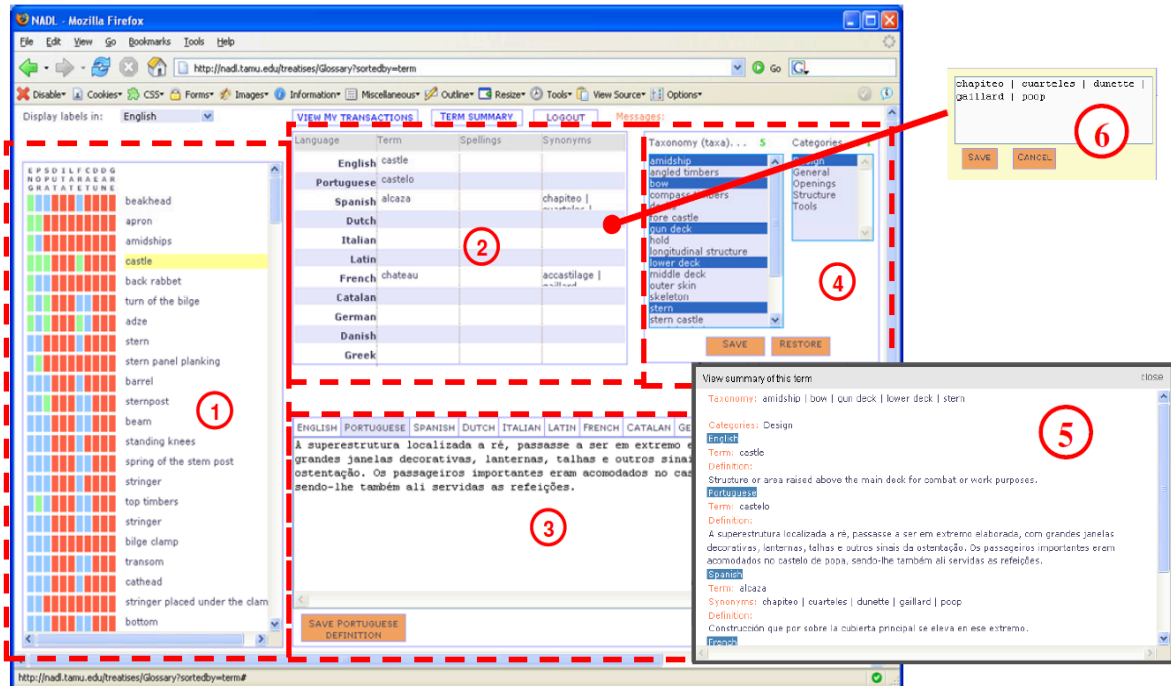 NADL - Mozilla Firefox
File Edit View Go Bookmarks Tools Help
http://nadl.tamu.edu/treatises/Glossary?sortedby=term
Go
Disable Cookies CSS Forms Images Information Miscellaneous Outline Resize Tools View Source Options
Display labels in: English
VIEW MY TRANSACTIONS TERM SUMMARY LOGOUT Messages:
E P S D I L F C D D G
N O P U T A R A E A R
G R A T A T E T U N E
beakhead
apron
amidships
castle
back rabbet
turn of the bilge
adze
stern
stern panel planking
barrel
sternpost
beam
standing knees
spring of the stem post
stringer
top timbers
stringer
bilge clamp
transom
cathead
stringer placed under the clam
bottom
1
Language Term Spellings Synonyms
English castle
Portuguese castelo
Spanish alcaza chapiteo |
cuarteles |
Dutch
Italian
Latin
French chateau accastilage |
gaillard
Catalan
German
Danish
Greek
2
Taxonomy (taxa)... 5
amidship
angled timbers
bow
compass timbers
fore castle
gun deck
hold
longitudinal structure
lower deck
middle deck
outer skin
skeleton
stern
stern castle
Categories
Design
General
Openings
Structure
Tools
4
SAVE RESTORE
chapiteo | cuarteles | dunette |
gaillard | poop
SAVE CANCEL
6
ENGLISH PORTUGUESE SPANISH DUTCH ITALIAN LATIN FRENCH CATALAN GE
A superestrutura localizada a ré, passasse a ser em extremo e
grandes janelas decorativas, lanternas, talhas e outros sinai
ostentação. Os passageiros importantes eram acomodados no cas
sendo-lhe também ali servidas as refeições.
3
SAVE PORTUGUESE
DEFINITION
View summary of this term close
Taxonomy: amidship | bow | gun deck | lower deck | stern
Categories: Design
English
Term: castle
Definition:
Structure or area raised above the main deck for combat or work purposes.
Portuguese
Term: castelo
Definition:
A superestrutura localizada a ré, passasse a ser em extremo elaborada, com grandes janelas
decorativas, lanternas, talhas e outros sinais da ostentação. Os passageiros importantes eram
acomodados no castelo de popa, sendo-lhe também ali servidas as refeições.
Spanish
Term: alcaza
Synonyms: chapiteo | cuarteles | dunette | gaillard | poop
Definition:
Construcción que por sobre la cubierta principal se eleva en ese extremo.
French
5
http://nadl.tamu.edu/treatises/Glossary?sortedby=term#